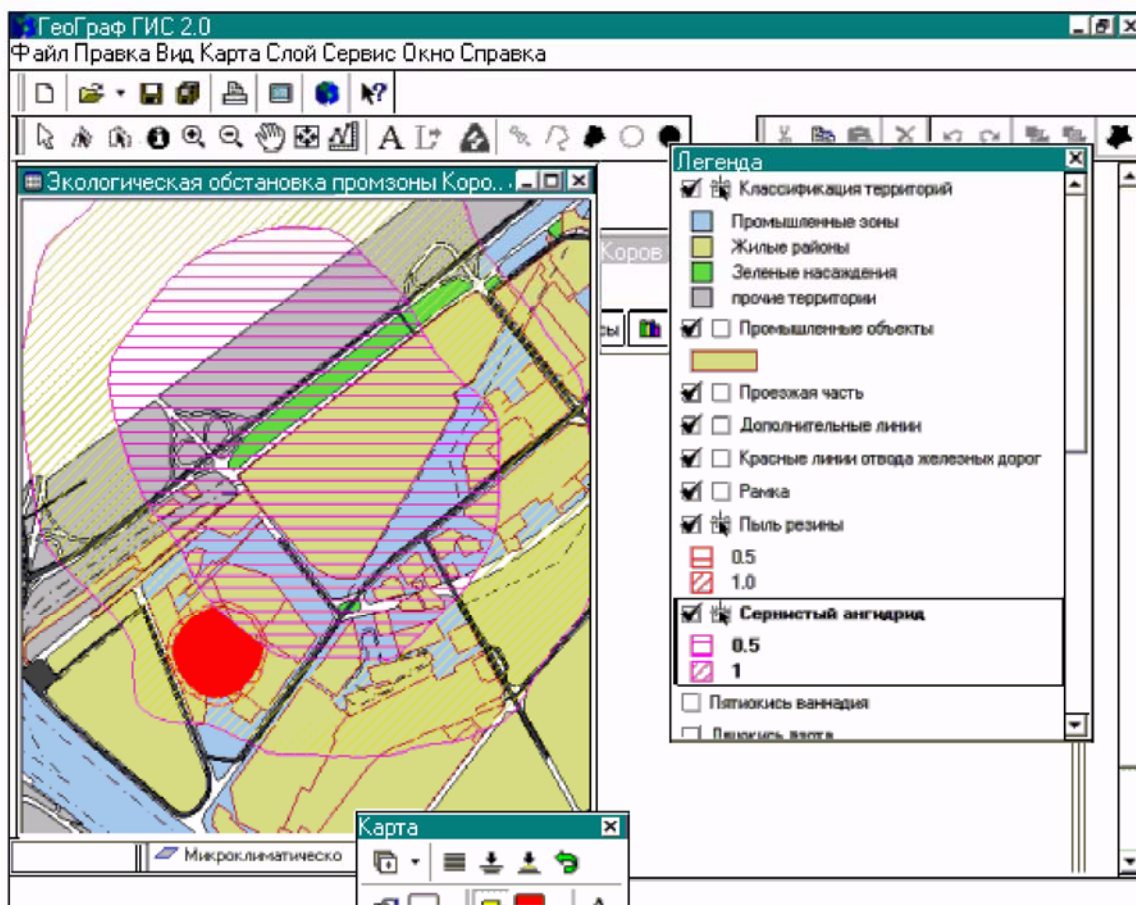 ГеоГраф ГИС 2.0
Файл Правка Вид Карта Слой Сервис Окно Справка
Экологическая обстановка промзоны Коро...
Коров
сы
Легенда
Классификация территорий
Промышленные зоны
Жилые районы
Зеленые насаждения
прочие территории
Промышленные объекты
Проезжая часть
Дополнительные линии
Красные линии отвода железных дорог
Рамка
Пыль резины
0.5
1.0
Сернистый ангидрид
0.5
1
Пятиокись ваннадия
Микроклиматическо
Карта